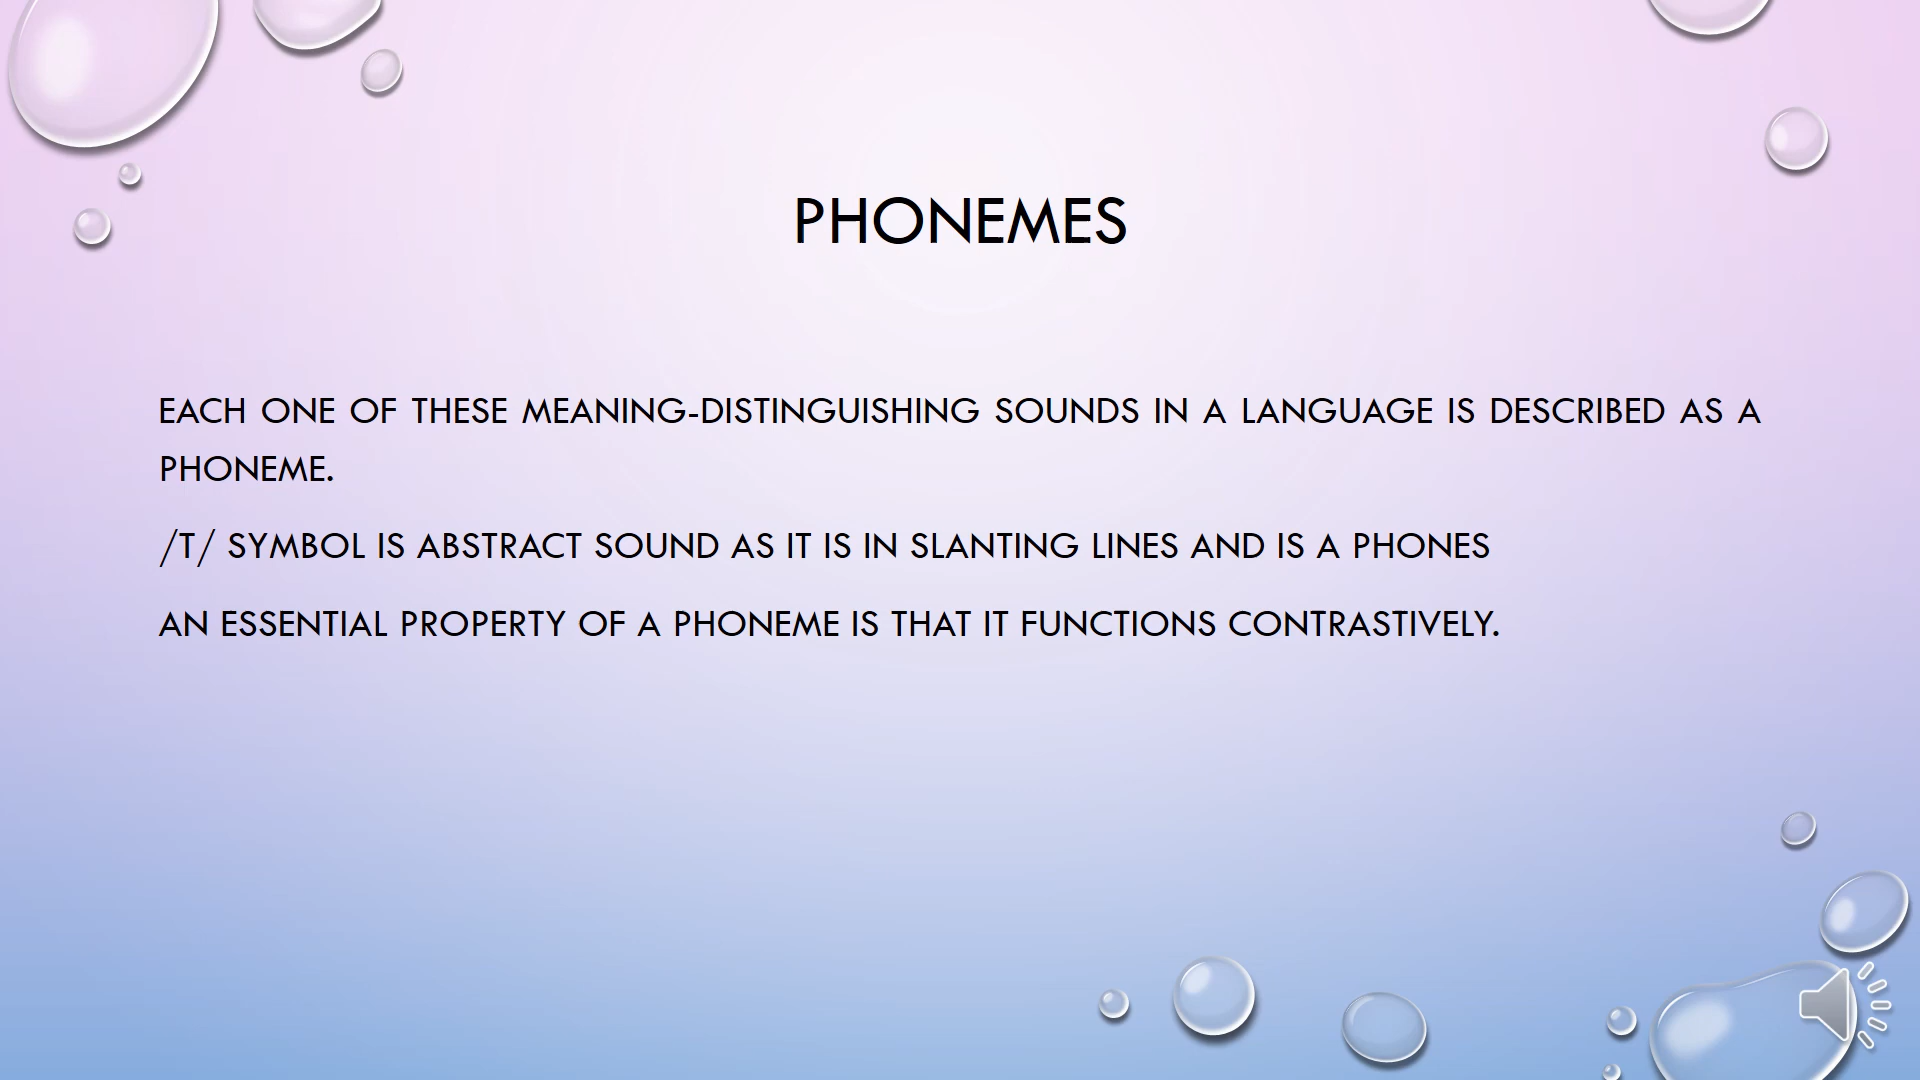 PHONEMES
EACH ONE OF THESE MEANING-DISTINGUISHING SOUNDS IN A LANGUAGE IS DESCRIBED AS A
PHONEME.
/T/ SYMBOL IS ABSTRACT SOUND AS IT IS IN SLANTING LINES AND IS A PHONES
AN ESSENTIAL PROPERTY OF A PHONEME IS THAT IT FUNCTIONS CONTRASTIVELY.